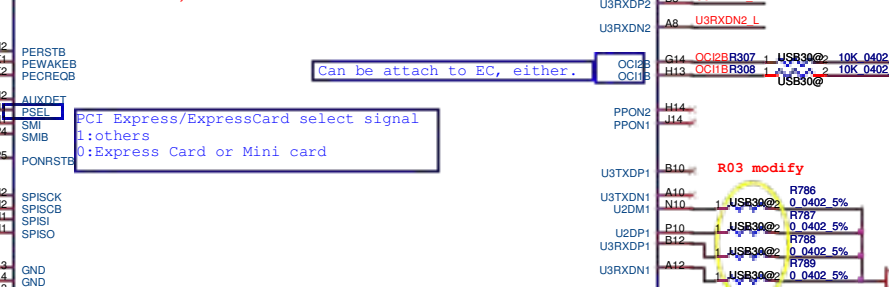 U3RXDP2
U3RXDN2 A8 U3RXDN2_L
PERSTB
PEWAKEB
PECREQB
Can be attach to EC, either.
OCI2B G14 OCI2B R307 1 USB30@ 2 10K_0402
OCI1B H13 OCI1B R308 1 USB30@ 2 10K_0402
AUXDET
PSEL
SMI
SMIB
PONRSTB
PCI Express/ExpressCard select signal
1:others
0:Express Card or Mini card
PPON2 H14
PPON1 J14
U3TXDP1 B10
R03 modify
SPISCK
SPISCB
SPISI
SPISO
U3TXDN1 A10
U2DM1 N10 1 USB30@ 2 R786 0_0402_5%
U2DP1 P10 1 USB30@ 2 R787 0_0402_5%
U3RXDP1 B12 1 USB30@ 2 R788 0_0402_5%
U3RXDN1 A12 1 USB30@ 2 R789 0_0402_5%
GND
GND